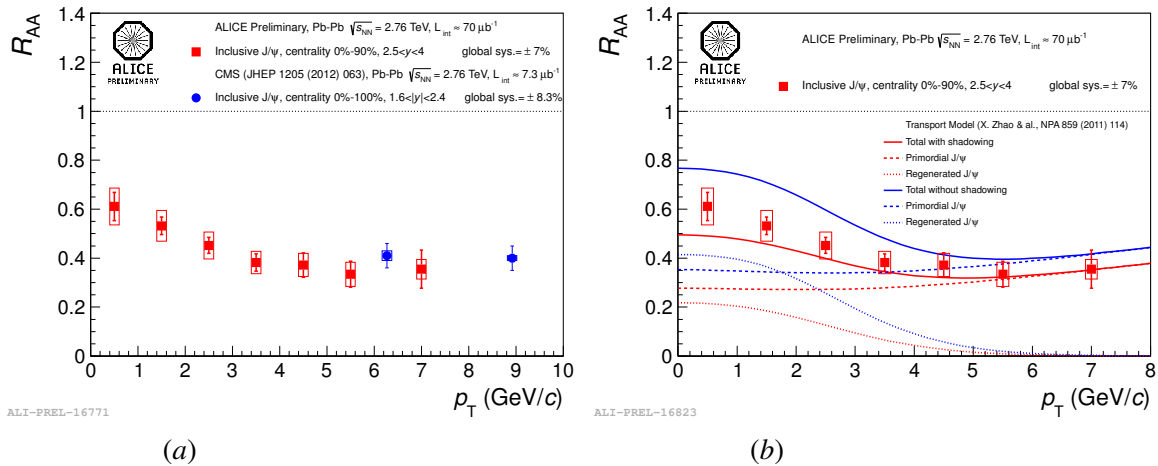 ALICE Preliminary, Pb-Pb √s_NN = 2.76 TeV, L_int ≈ 70 μb⁻¹
Inclusive J/ψ, centrality 0%-90%, 2.5<y<4 global sys.= ± 7%
CMS (JHEP 1205 (2012) 063), Pb-Pb √s_NN = 2.76 TeV, L_int ≈ 7.3 μb⁻¹
Inclusive J/ψ, centrality 0%-100%, 1.6<|y|<2.4 global sys.= ± 8.3%
ALICE
PRELIMINARY
R_AA
1.4
1.2
1
0.8
0.6
0.4
0.2
0
0 1 2 3 4 5 6 7 8 9 10
p_T (GeV/c)
ALI-PREL-16771
(a)
ALICE Preliminary, Pb-Pb √s_NN = 2.76 TeV, L_int ≈ 70 μb⁻¹
ALICE
PRELIMINARY
Inclusive J/ψ, centrality 0%-90%, 2.5<y<4 global sys.= ± 7%
Transport Model (X. Zhao & al., NPA 859 (2011) 114)
Total with shadowing
Primordial J/ψ
Regenerated J/ψ
Total without shadowing
Primordial J/ψ
Regenerated J/ψ
R_AA
1.4
1.2
1
0.8
0.6
0.4
0.2
0
0 1 2 3 4 5 6 7 8
p_T (GeV/c)
ALI-PREL-16823
(b)